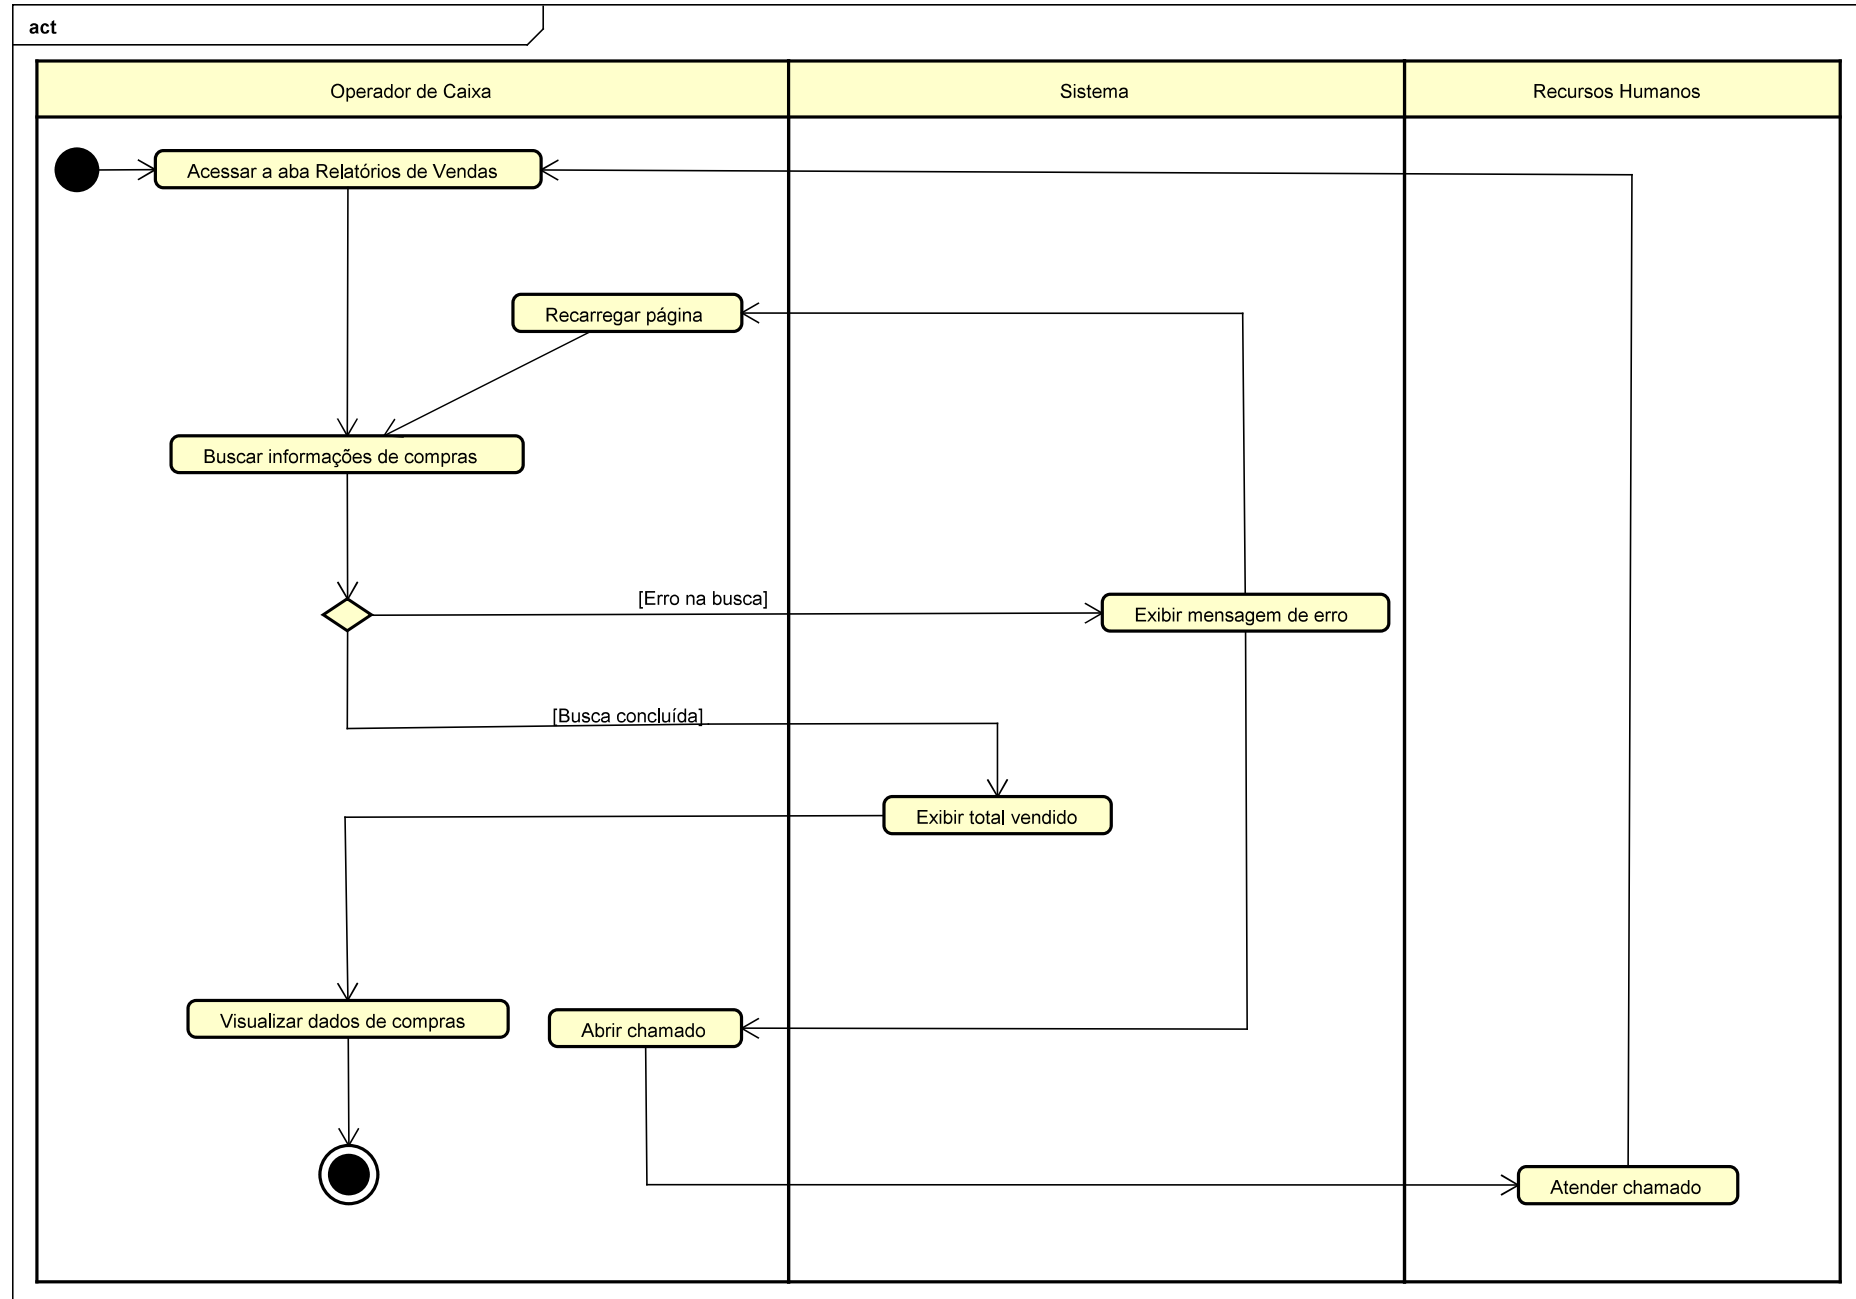 act
Operador de Caixa
Sistema
Recursos Humanos
Acessar a aba Relatórios de Vendas
Recarregar página
Buscar informações de compras
[Erro na busca]
Exibir mensagem de erro
[Busca concluída]
Exibir total vendido
Visualizar dados de compras
Abrir chamado
Atender chamado